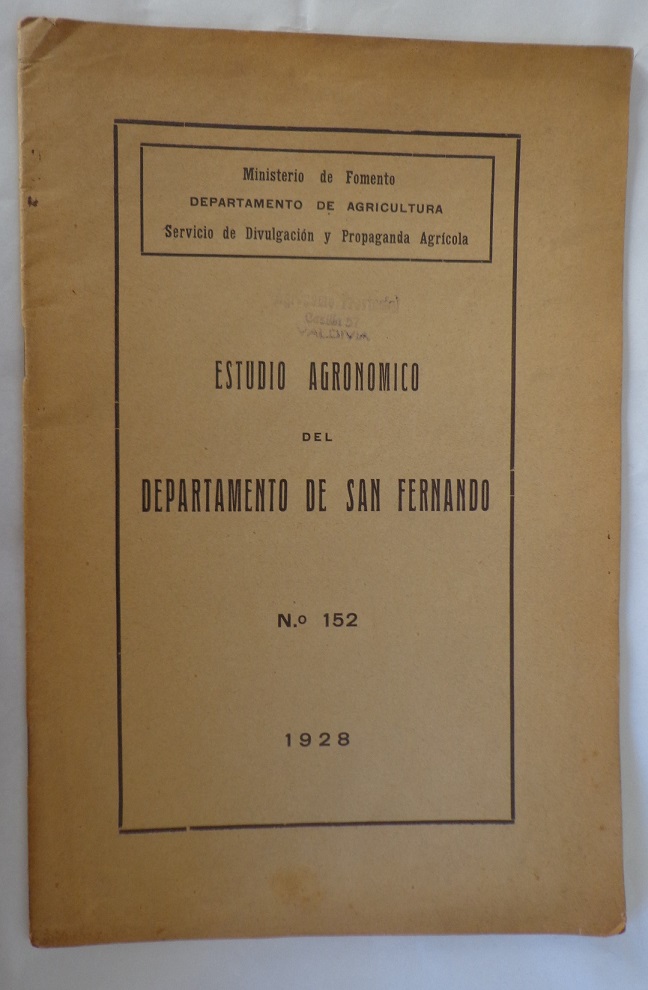 Ministerio de Fomento
DEPARTAMENTO DE AGRICULTURA
Servicio de Divulgación y Propaganda Agrícola
VALDIVIA
ESTUDIO AGRONOMICO
DEL
DEPARTAMENTO DE SAN FERNANDO
N.o 152
1928